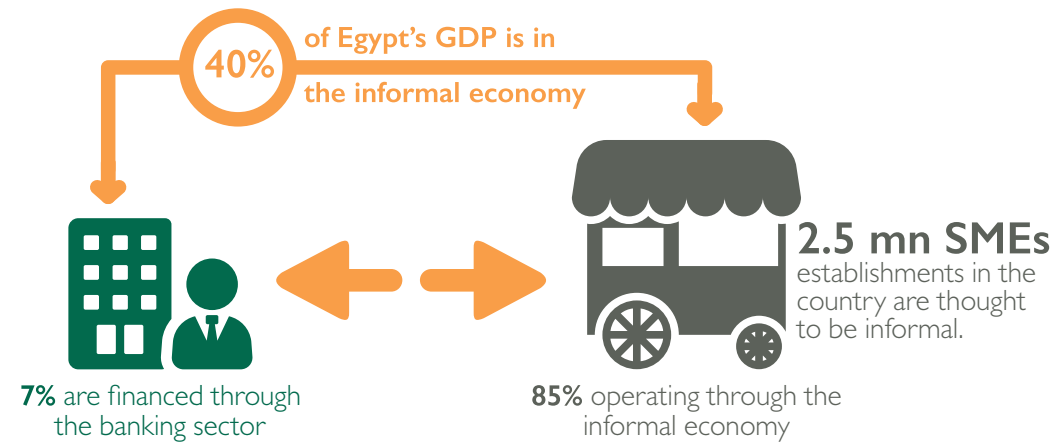 40%
of Egypt’s GDP is in
the informal economy
2.5 mn SMEs
establishments in the
country are thought
to be informal.
7% are financed through
the banking sector
85% operating through the
informal economy